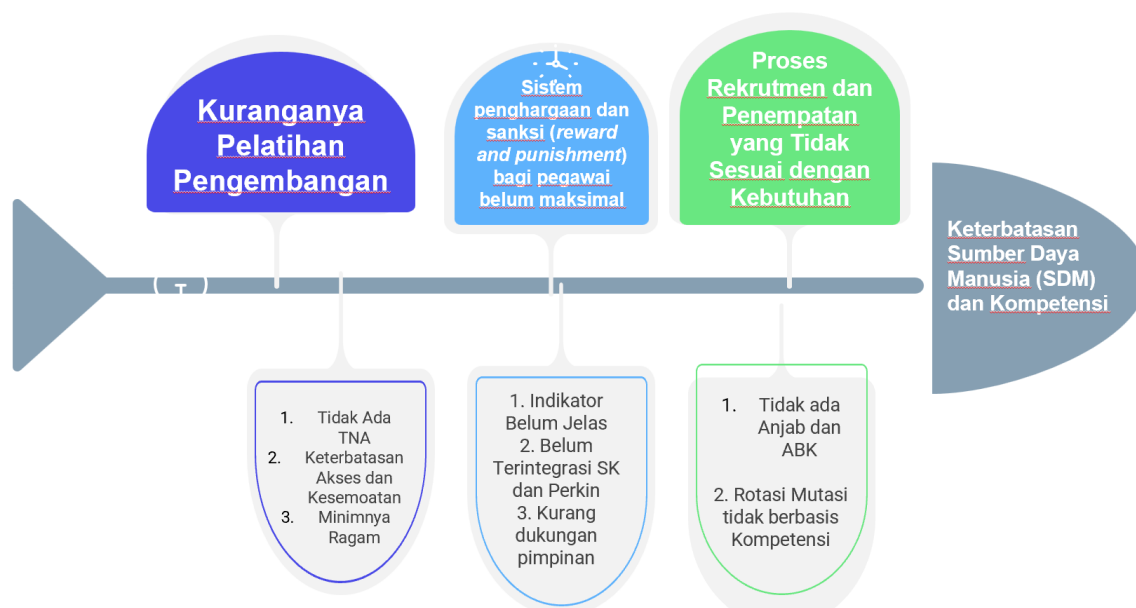 Kuranganya
Pelatihan
Pengembangan
Sistem
penghargaan dan
sanksi (reward
and punishment)
bagi pegawai
belum maksimal
Proses
Rekrutmen dan
Penempatan
yang Tidak
Sesuai dengan
Kebutuhan
Keterbatasan
Sumber Daya
Manusia (SDM)
dan Kompetensi
1. Tidak Ada
TNA
2. Keterbatasan
Akses dan
Kesemoatan
3. Minimnya
Ragam
1. Indikator
Belum Jelas
2. Belum
Terintegrasi SK
dan Perkin
3. Kurang
dukungan
pimpinan
1. Tidak ada
Anjab dan
ABK
2. Rotasi Mutasi
tidak berbasis
Kompetensi